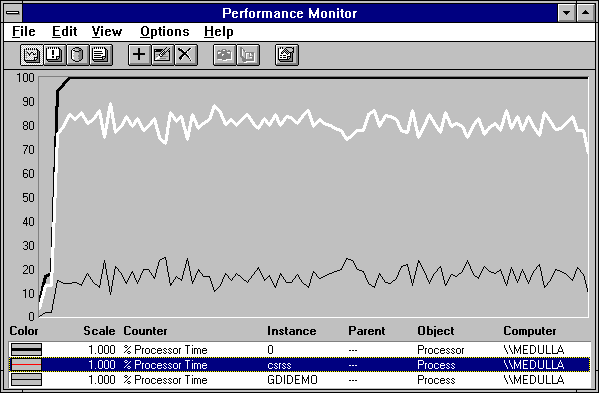 Performance Monitor
File Edit View Options Help
100
90
80
70
60
50
40
30
20
10
0
Color Scale Counter Instance Parent Object Computer
1.000 % Processor Time 0 --- Processor \\MEDULLA
1.000 % Processor Time csrss --- Process \\MEDULLA
1.000 % Processor Time GDIDEMO --- Process \\MEDULLA